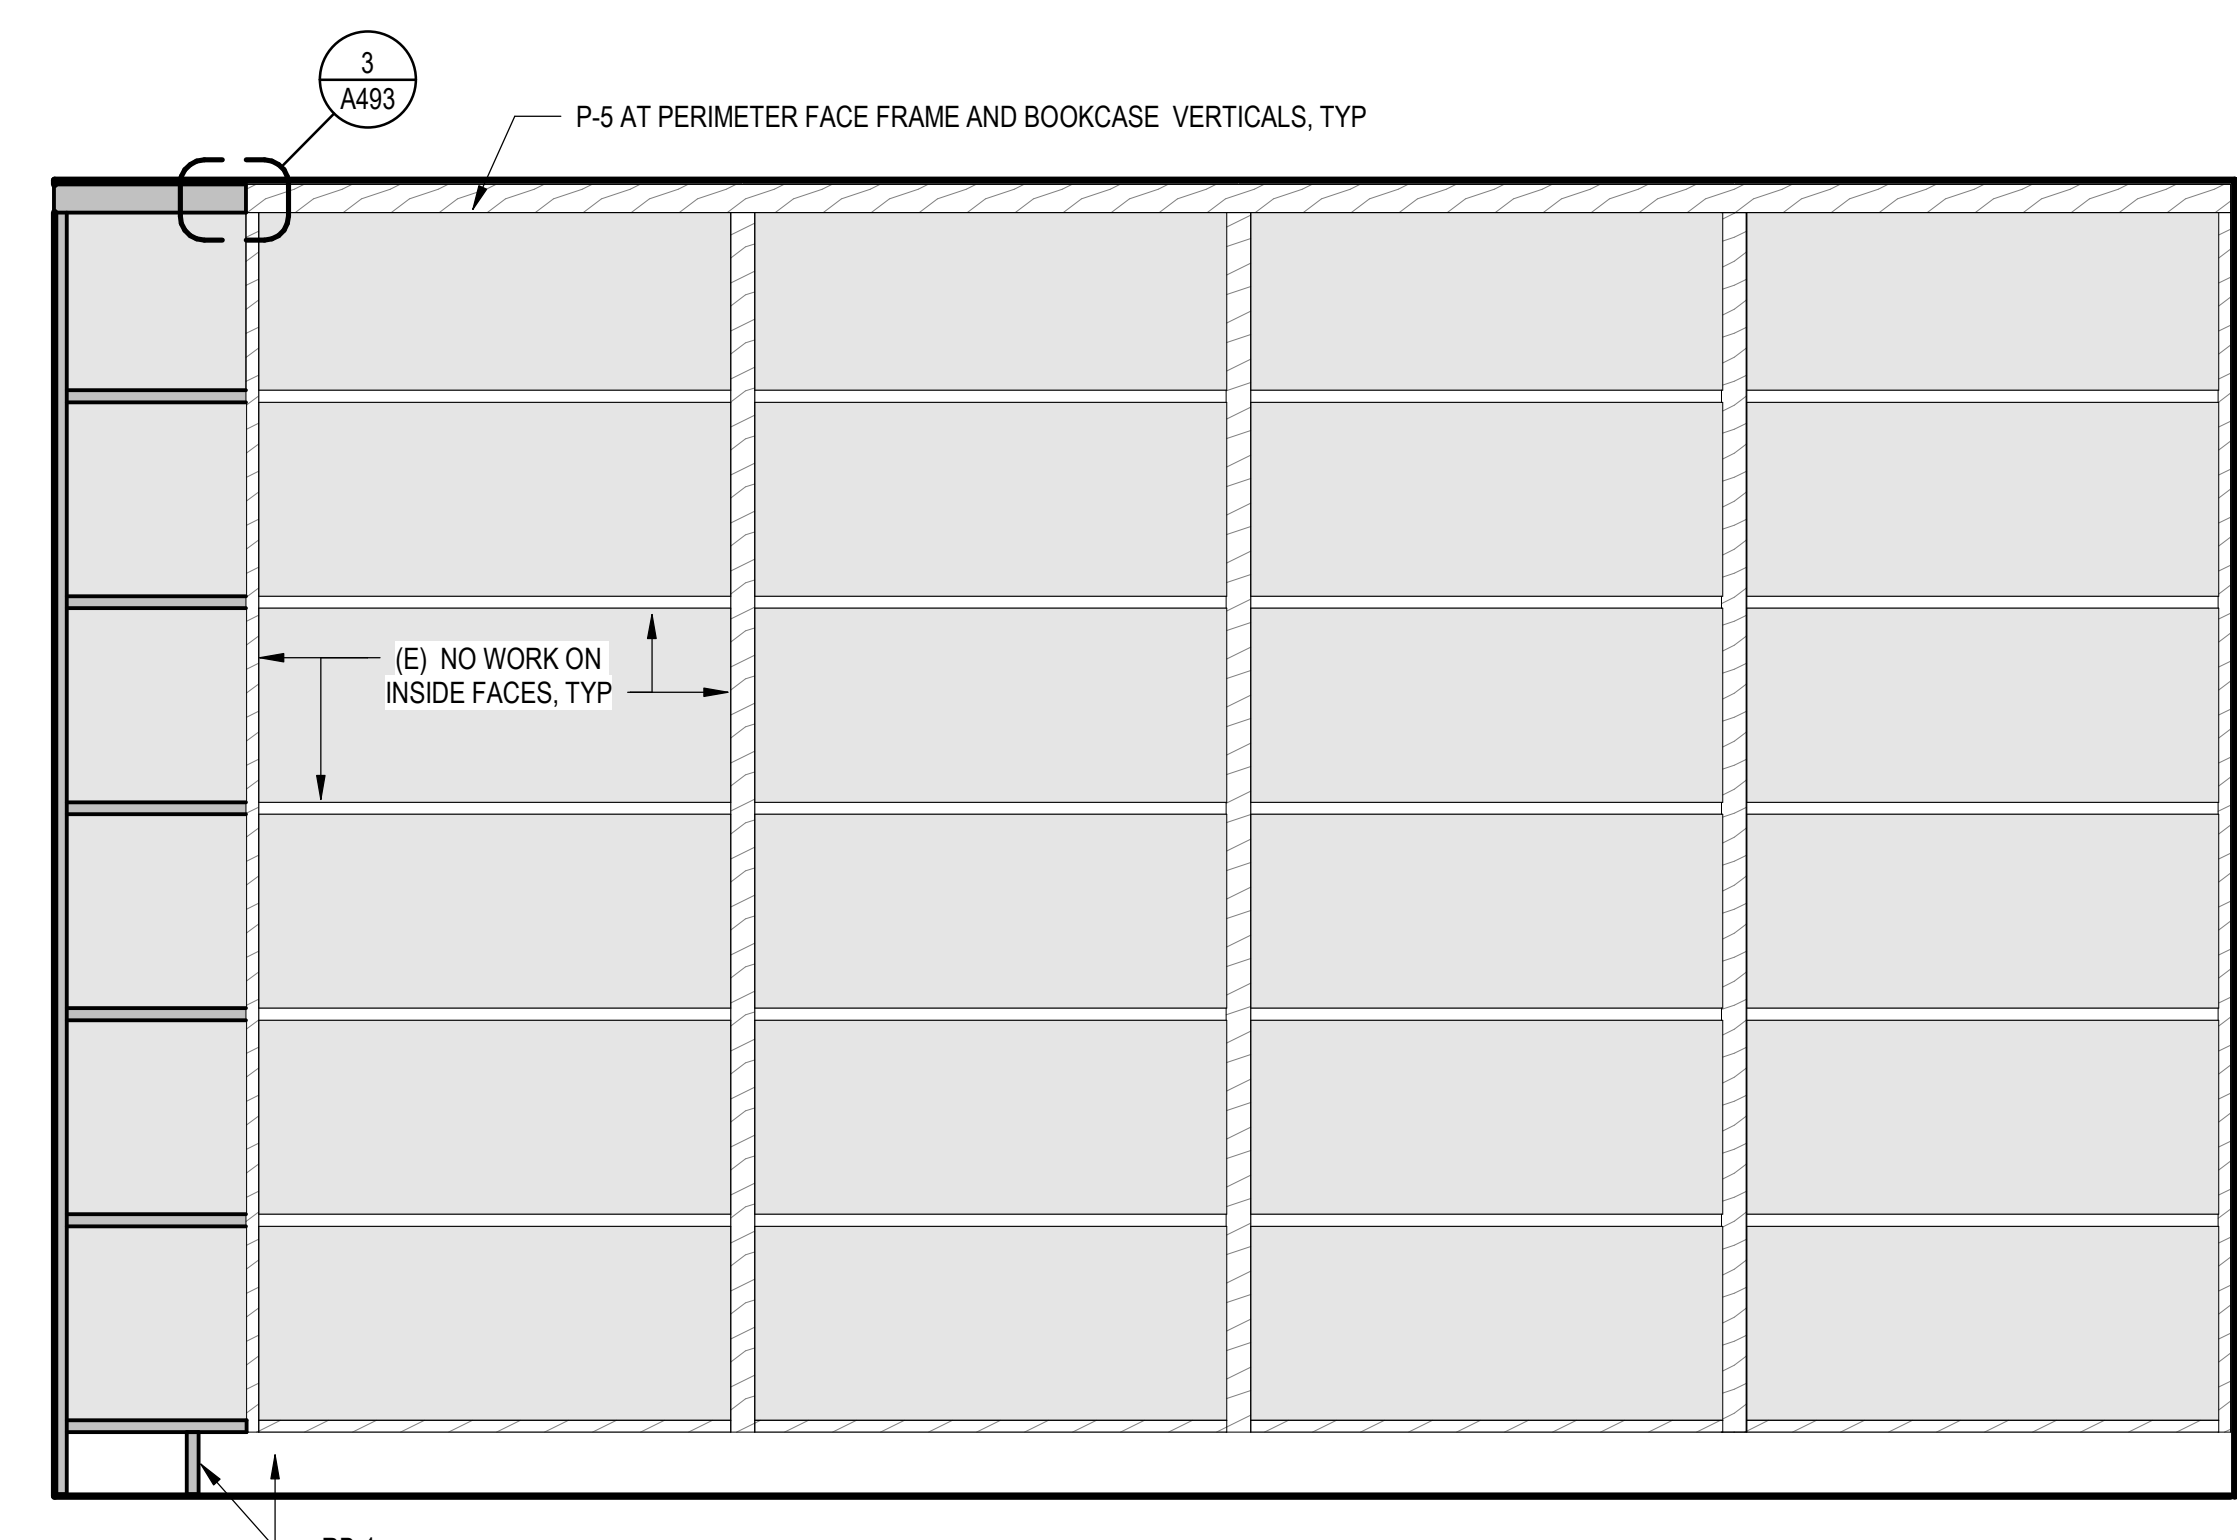 3
A493
P-5 AT PERIMETER FACE FRAME AND BOOKCASE VERTICALS, TYP
(E) NO WORK ON
INSIDE FACES, TYP